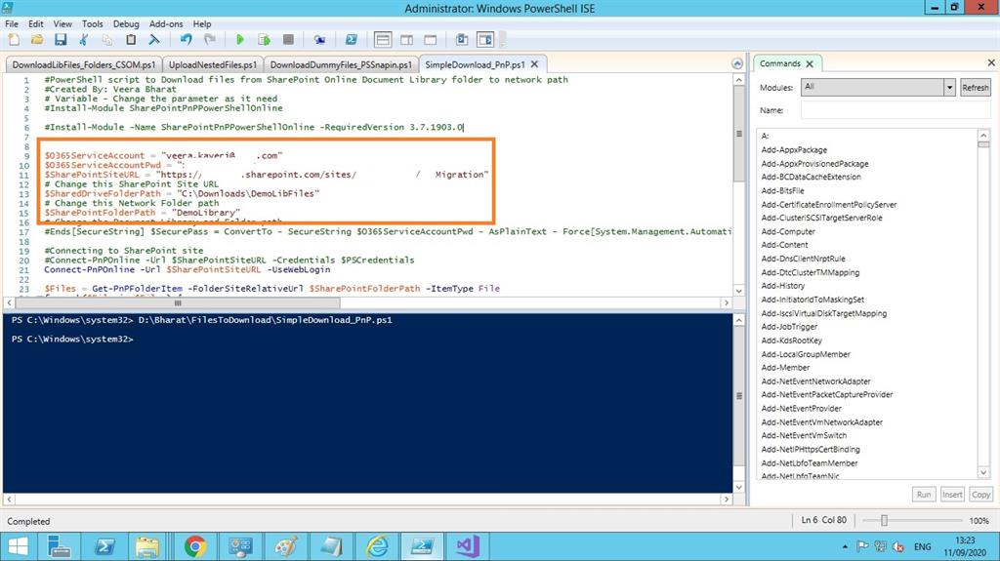 Administrator: Windows PowerShell ISE
File Edit View Tools Debug Add-ons Help
DownloadLibFiles_Folders_CSOM.ps1 UploadNestedFiles.ps1 DownloadDummyFiles_PSSnapin.ps1 SimpleDownload_PnP.ps1
1 #PowerShell script to Download files from SharePoint Online Document Library folder to network path
2 #Created By: Veera Bharat
3 # Variable - Change the parameter as it need
4 #Install-Module SharePointPnPPowerShellOnline
5
6 #Install-Module -Name SharePointPnPPowerShellOnline -RequiredVersion 3.7.1903.0
7
8
9 $O365ServiceAccount = "veera.kaveri@ .com"
10 $O365ServiceAccountPwd = "
11 $SharePointSiteURL = "https:// .sharepoint.com/sites/ / Migration"
12 # Change this SharePoint Site URL
13 $SharedDriveFolderPath = "C:\Downloads\DemoLibFiles"
14 # Change this Network Folder path
15 $SharePointFolderPath = "DemoLibrary"
16 # Change the Document Library and Folder path
17 #Ends[SecureString] $SecurePass = ConvertTo - SecureString $O365ServiceAccountPwd - AsPlainText - Force[System.Management.Automati
18
19 #Connecting to SharePoint site
20 #Connect-PnPOnline -Url $SharePointSiteURL -Credentials $PSCredentials
21 Connect-PnPOnline -Url $SharePointSiteURL -UseWebLogin
22
23 $Files = Get-PnPFolderItem -FolderSiteRelativeUrl $SharePointFolderPath -ItemType File
PS C:\Windows\system32> D:\Bharat\FilesToDownload\SimpleDownload_PnP.ps1
PS C:\Windows\system32>
Commands
Modules: All Refresh
Name:
A:
Add-AppxPackage
Add-AppxProvisionedPackage
Add-BCDataCacheExtension
Add-BitsFile
Add-CertificateEnrollmentPolicyServer
Add-ClusteriSCSITargetServerRole
Add-Computer
Add-Content
Add-DnsClientNrptRule
Add-DtcClusterTMMapping
Add-History
Add-InitiatorIdToMaskingSet
Add-IscsiVirtualDiskTargetMapping
Add-JobTrigger
Add-KdsRootKey
Add-LocalGroupMember
Add-Member
Add-NetEventNetworkAdapter
Add-NetEventPacketCaptureProvider
Add-NetEventProvider
Add-NetEventVmNetworkAdapter
Add-NetEventVmSwitch
Add-NetIPHttpsCertBinding
Add-NetLbfoTeamMember
Add-NetLbfoTeamNic
Run Insert Copy
Completed
Ln 6 Col 80
100%
ENG
13:23
11/09/2020